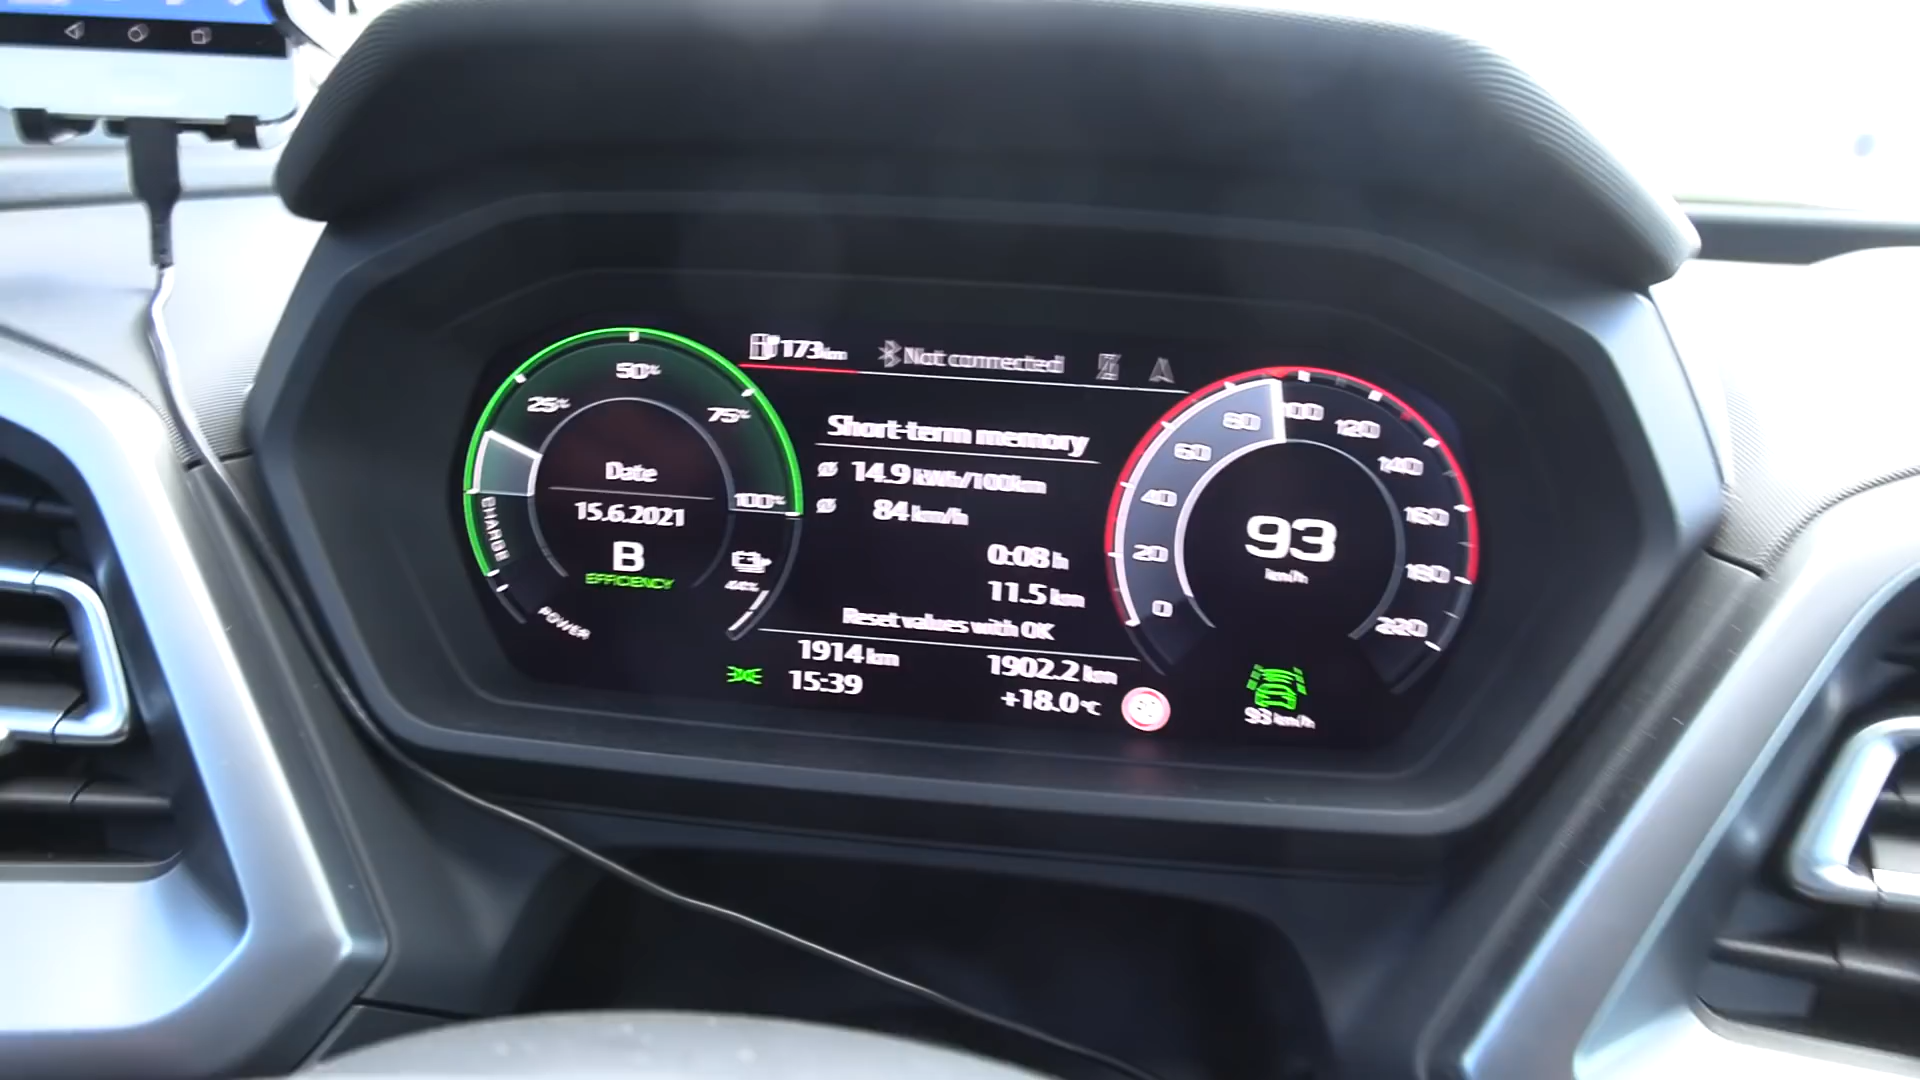 173 km
Not connected
25%
50%
75%
100%
CHARGE
POWER
Date
15.6.2021
B
EFFICIENCY
44%
Short-term memory
ø 14.9 kWh/100km
ø 84 km/h
0:08 h
11.5 km
Reset values with OK
1914 km
1902.2 km
15:39
+18.0 °C
0
20
40
60
80
100
120
140
160
180
220
93
km/h
93 km/h